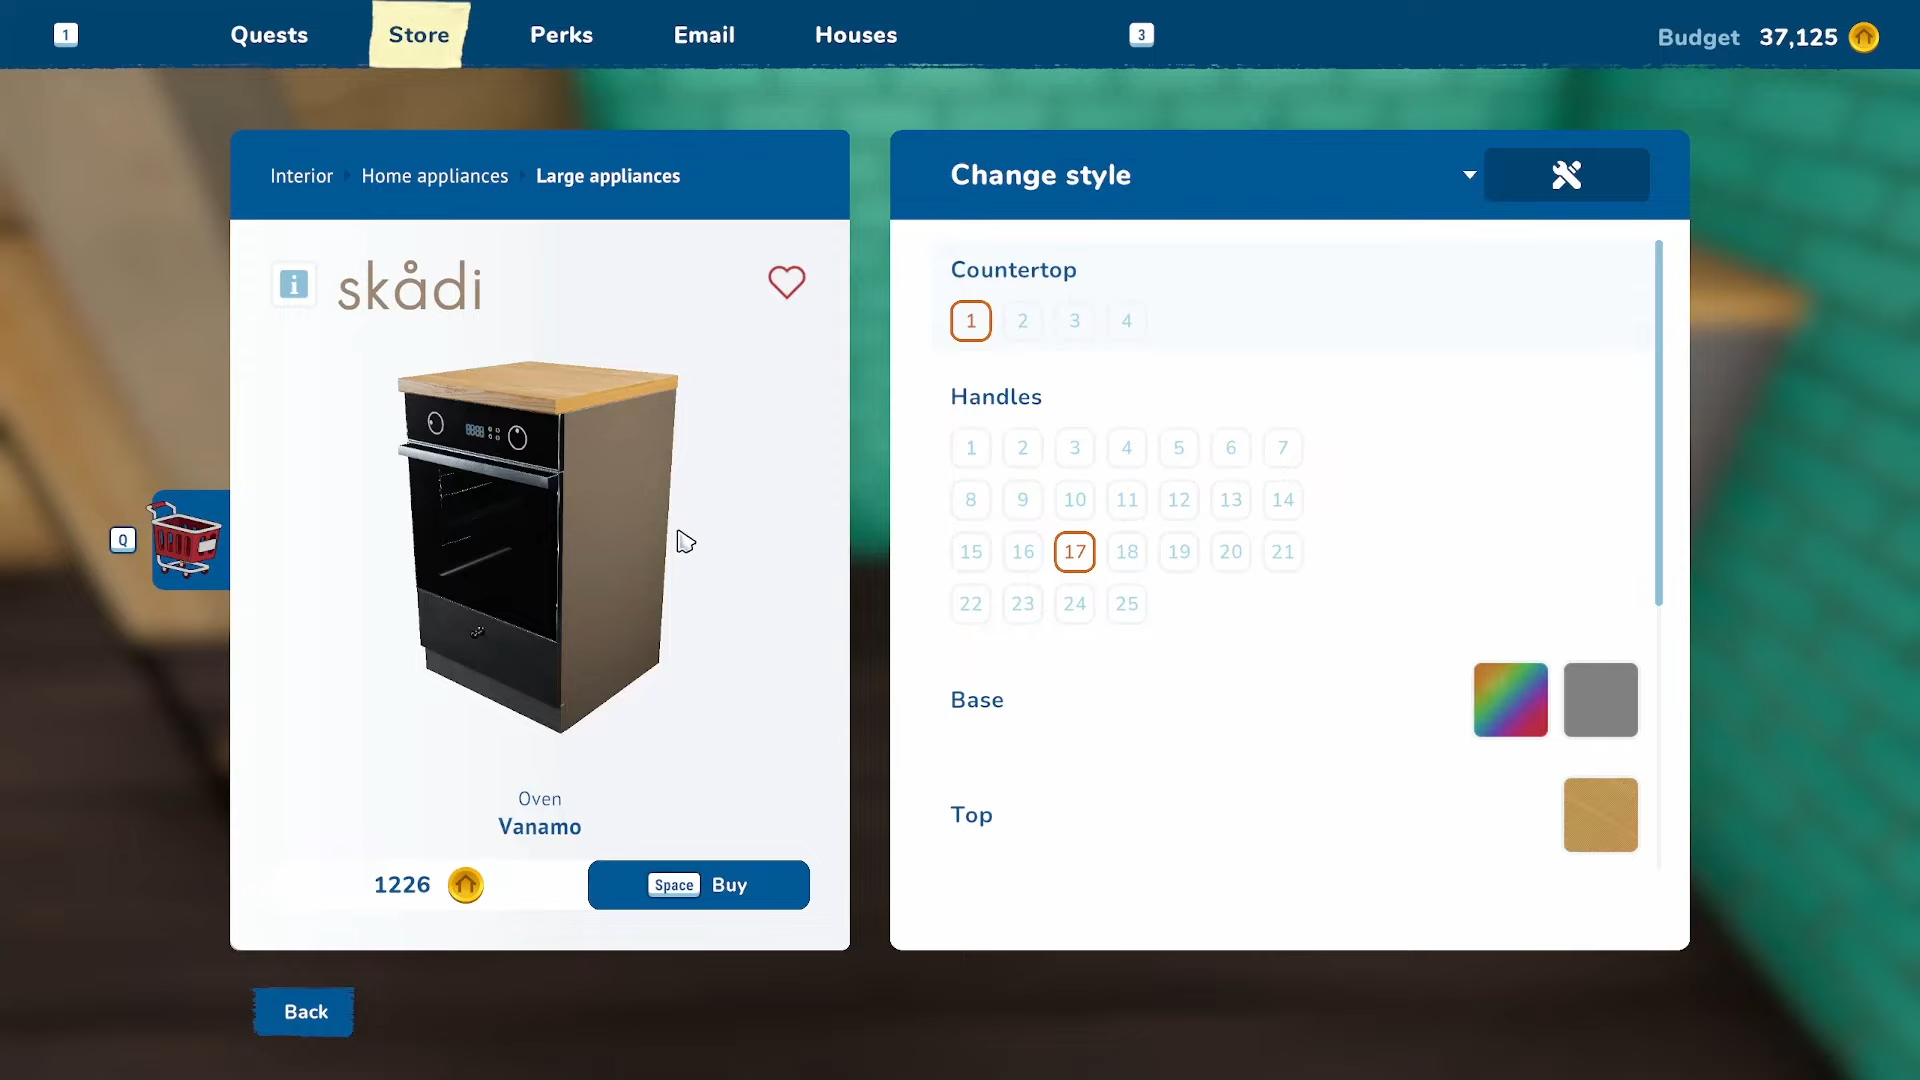 1
Quests
Store
Perks
Email
Houses
3
Budget 37,125
Interior
Home appliances
Large appliances
i
skådi
Q
Oven
Vanamo
1226
Space Buy
Back
Change style
Countertop
1 2 3 4
Handles
1 2 3 4 5 6 7
8 9 10 11 12 13 14
15 16 17 18 19 20 21
22 23 24 25
Base
Top